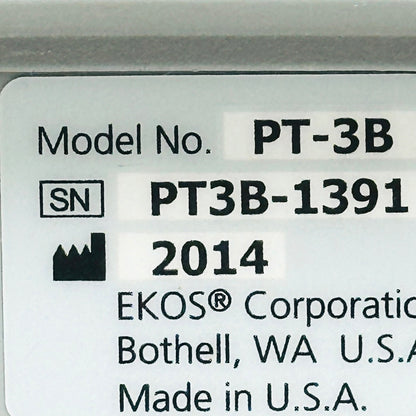 Model No. PT-3B
SN PT3B-1391
2014
EKOS® Corporatio
Bothell, WA U.S.A
Made in U.S.A.